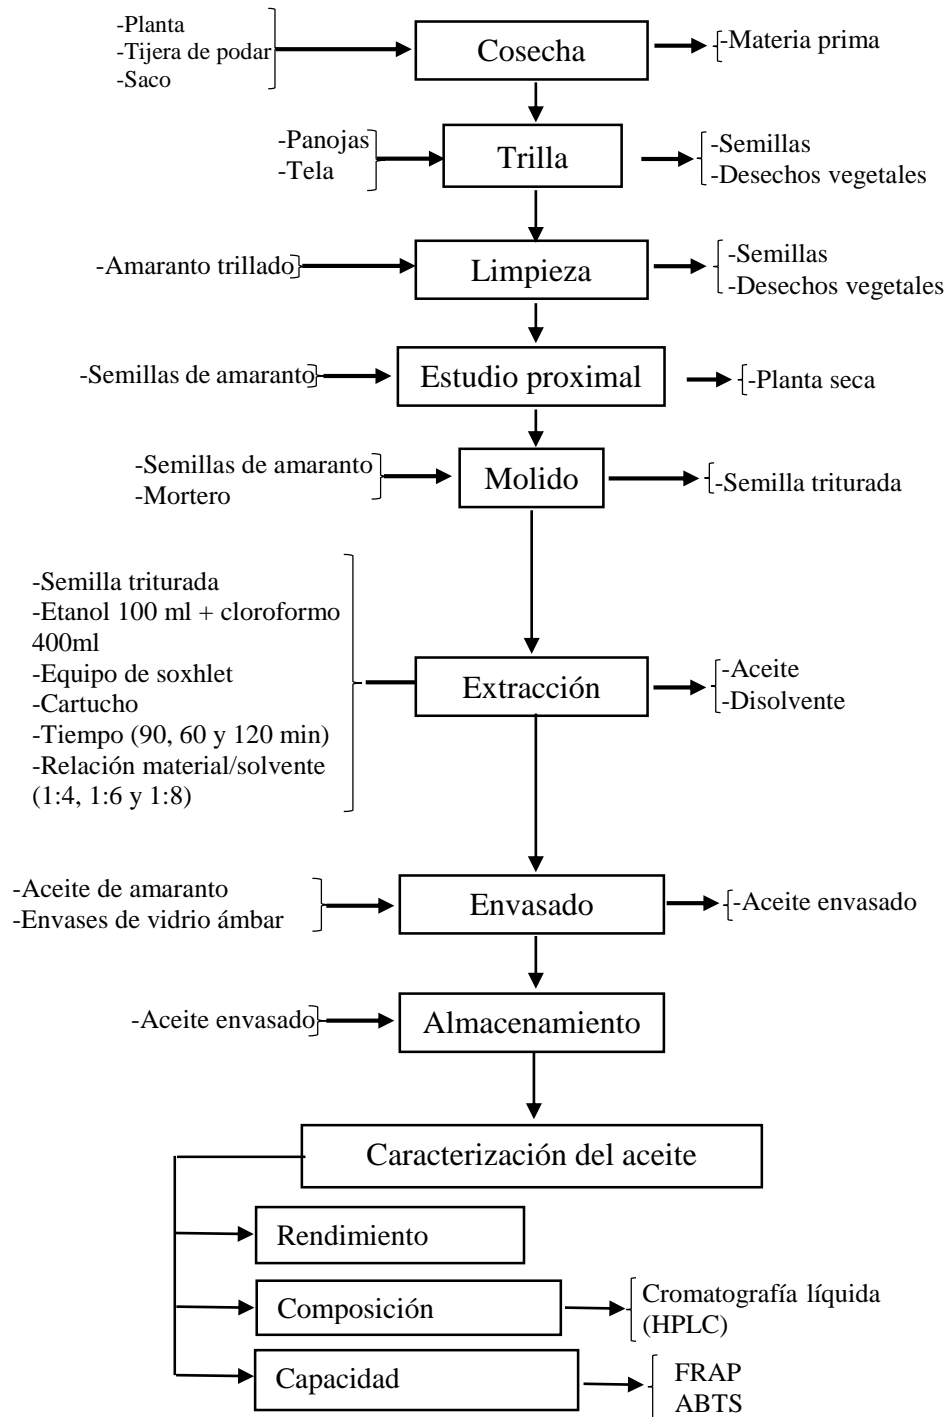 -Planta
-Tijera de podar
-Saco
Cosecha
-Materia prima
-Panojas
-Tela
Trilla
-Semillas
-Desechos vegetales
-Amaranto trillado
Limpieza
-Semillas
-Desechos vegetales
-Semillas de amaranto
Estudio proximal
-Planta seca
-Semillas de amaranto
-Mortero
Molido
-Semilla triturada
-Semilla triturada
-Etanol 100 ml + cloroformo
400ml
-Equipo de soxhlet
-Cartucho
-Tiempo (90, 60 y 120 min)
-Relación material/solvente
(1:4, 1:6 y 1:8)
Extracción
-Aceite
-Disolvente
-Aceite de amaranto
-Envases de vidrio ámbar
Envasado
-Aceite envasado
-Aceite envasado
Almacenamiento
Caracterización del aceite
Rendimiento
Composición
Cromatografía líquida
(HPLC)
Capacidad
FRAP
ABTS